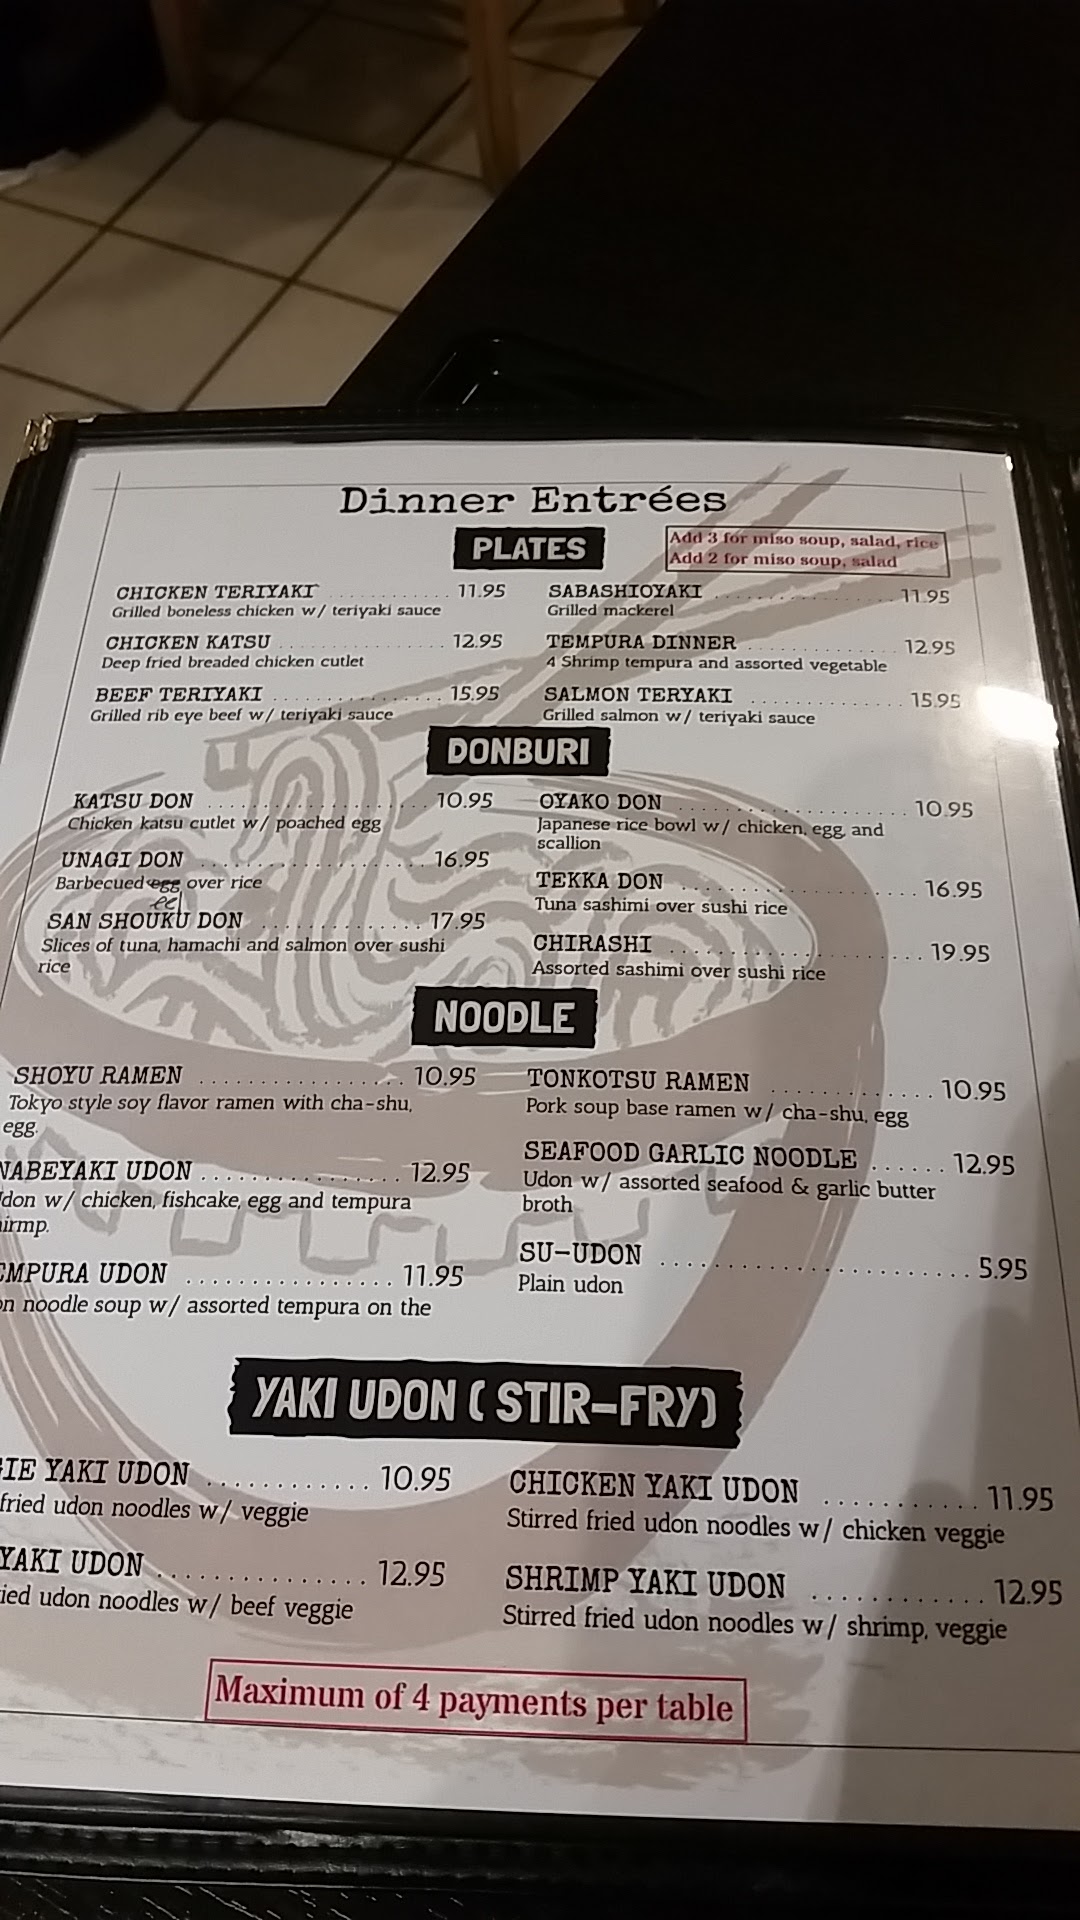 Dinner Entrées
PLATES
Add 3 for miso soup, salad, rice
Add 2 for miso soup, salad
CHICKEN TERIYAKI ............ 11.95
Grilled boneless chicken w/ teriyaki sauce
CHICKEN KATSU ................ 12.95
Deep fried breaded chicken cutlet
BEEF TERIYAKI ................ 15.95
Grilled rib eye beef w/ teriyaki sauce
SABASHIOYAKI ................ 11.95
Grilled mackerel
TEMPURA DINNER .............. 12.95
4 Shrimp tempura and assorted vegetable
SALMON TERYAKI .............. 15.95
Grilled salmon w/ teriyaki sauce
DONBURI
KATSU DON ..................... 10.95
Chicken katsu cutlet w/ poached egg
UNAGI DON ..................... 16.95
Barbecued egg over rice
eel
SAN SHOUKU DON .............. 17.95
Slices of tuna, hamachi and salmon over sushi
rice
OYAKO DON ..................... 10.95
Japanese rice bowl w/ chicken, egg, and
scallion
TEKKA DON ..................... 16.95
Tuna sashimi over sushi rice
CHIRASHI ...................... 19.95
Assorted sashimi over sushi rice
NOODLE
SHOYU RAMEN ................. 10.95
Tokyo style soy flavor ramen with cha-shu,
egg.
NABEYAKI UDON ................ 12.95
don w/ chicken, fishcake, egg and tempura
irmp.
EMPURA UDON ................ 11.95
on noodle soup w/ assorted tempura on the
TONKOTSU RAMEN ............. 10.95
Pork soup base ramen w/ cha-shu, egg
SEAFOOD GARLIC NOODLE ...... 12.95
Udon w/ assorted seafood & garlic butter
broth
SU-UDON ........................ 5.95
Plain udon
YAKI UDON ( STIR-FRY)
IE YAKI UDON ............ 10.95
fried udon noodles w/ veggie
YAKI UDON ............... 12.95
ied udon noodles w/ beef veggie
CHICKEN YAKI UDON ........... 11.95
Stirred fried udon noodles w/ chicken veggie
SHRIMP YAKI UDON ............ 12.95
Stirred fried udon noodles w/ shrimp, veggie
Maximum of 4 payments per table